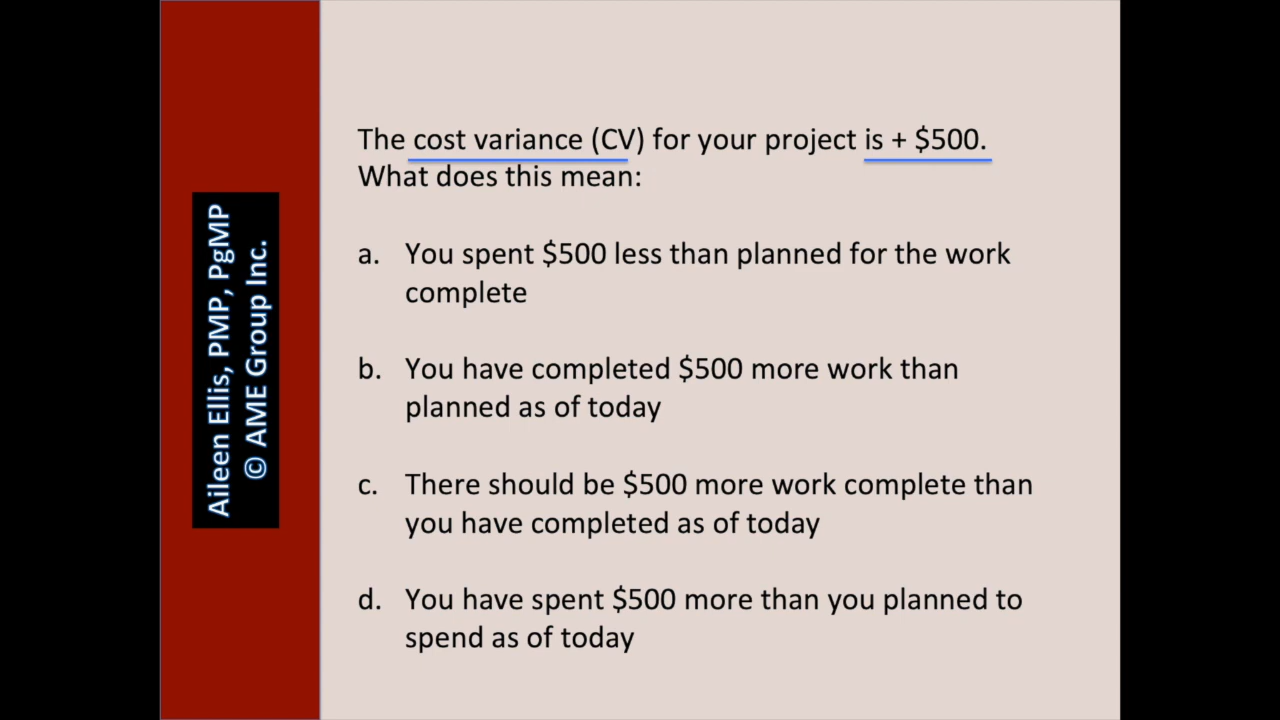 Aileen Ellis, PMP, PgMP
© AME Group Inc.
The cost variance (CV) for your project is + $500.
What does this mean:
a. You spent $500 less than planned for the work
complete
b. You have completed $500 more work than
planned as of today
c. There should be $500 more work complete than
you have completed as of today
d. You have spent $500 more than you planned to
spend as of today